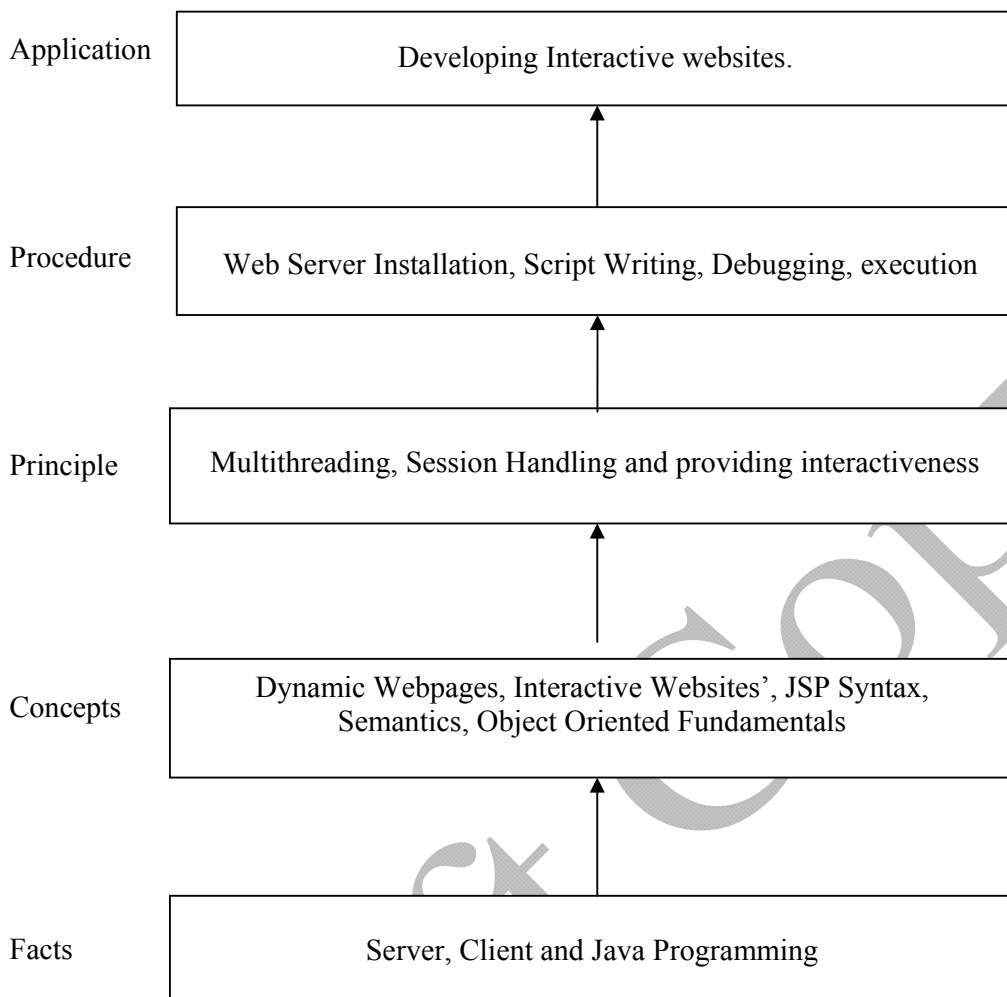 Application
Developing Interactive websites.
Procedure
Web Server Installation, Script Writing, Debugging, execution
Principle
Multithreading, Session Handling and providing interactiveness
Concepts
Dynamic Webpages, Interactive Websites’, JSP Syntax,
Semantics, Object Oriented Fundamentals
Facts
Server, Client and Java Programming
& Cop